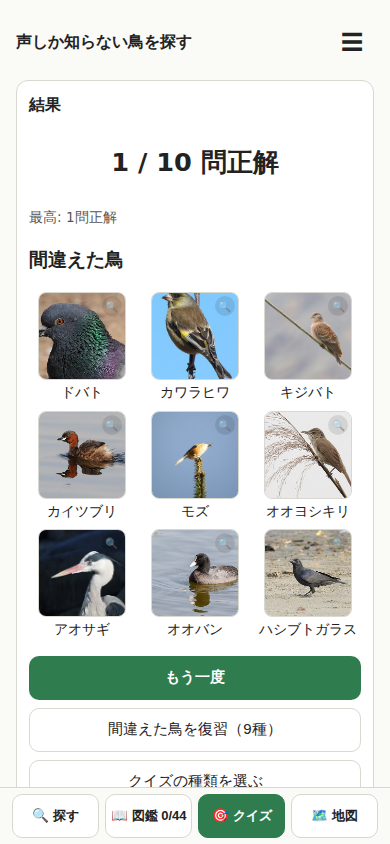 声しか知らない鳥を探す
結果
1 / 10 問正解
最高: 1問正解
間違えた鳥
ドバト カワラヒワ キジバト
カイツブリ モズ オオヨシキリ
アオサギ オオバン ハシブトガラス
もう一度
間違えた鳥を復習（9種）
クイズの種類を選ぶ
探す 図鑑 0/44 クイズ 地図